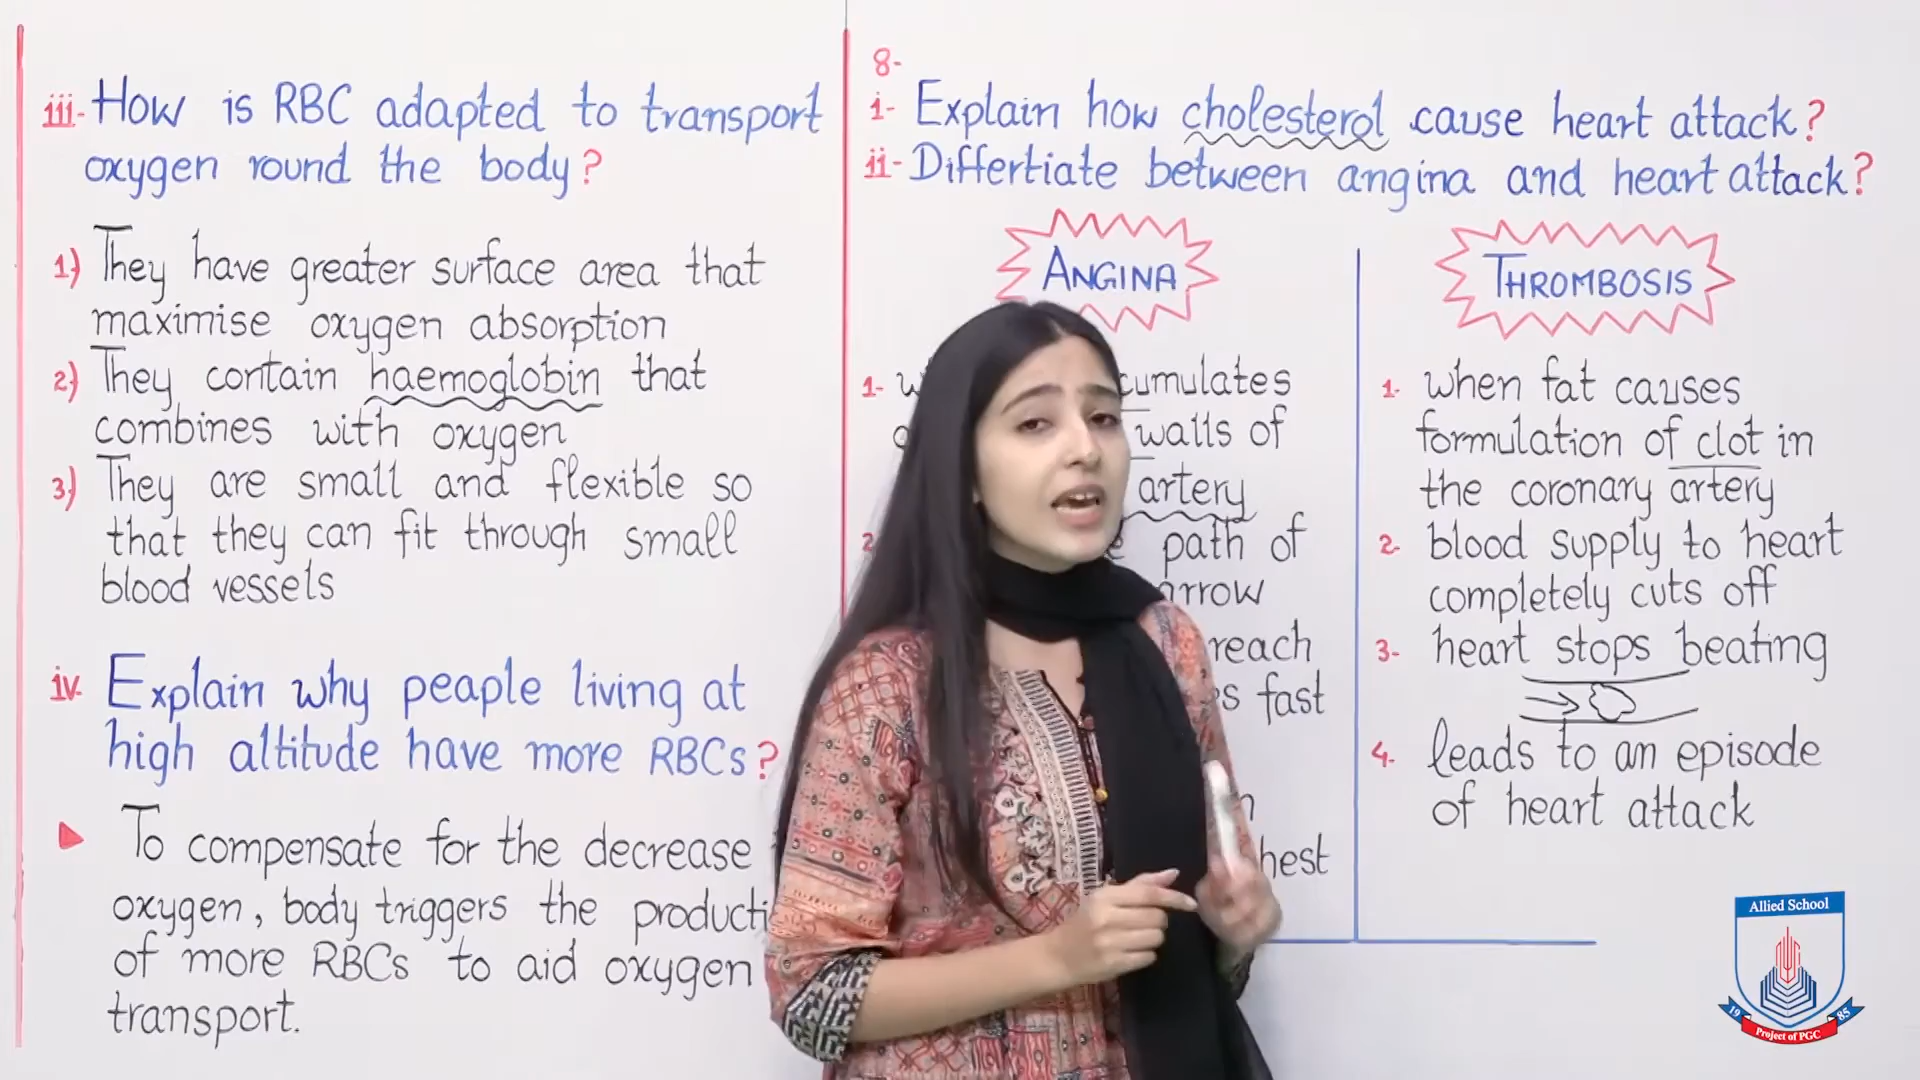 iii- How is RBC adapted to transport
oxygen round the body?
1) They have greater surface area that
maximise oxygen absorption
2) They contain haemoglobin that
combines with oxygen
3) They are small and flexible so
that they can fit through small
blood vessels
iv- Explain why peaple living at
high altitude have more RBCs?
To compensate for the decrease
oxygen, body triggers the
of more RBCs to aid oxygen
transport.
8-
i- Explain how cholesterol cause heart attack?
ii- Differtiate between angina and heart attack?
ANGINA
1-
walls of
artery
2- path of
reach
fast
THROMBOSIS
1- when fat causes
formulation of clot in
the coronary artery
2- blood supply to heart
completely cuts off
3- heart stops beating
4- leads to an episode
of heart attack
Allied School
19 85
Project of PGC